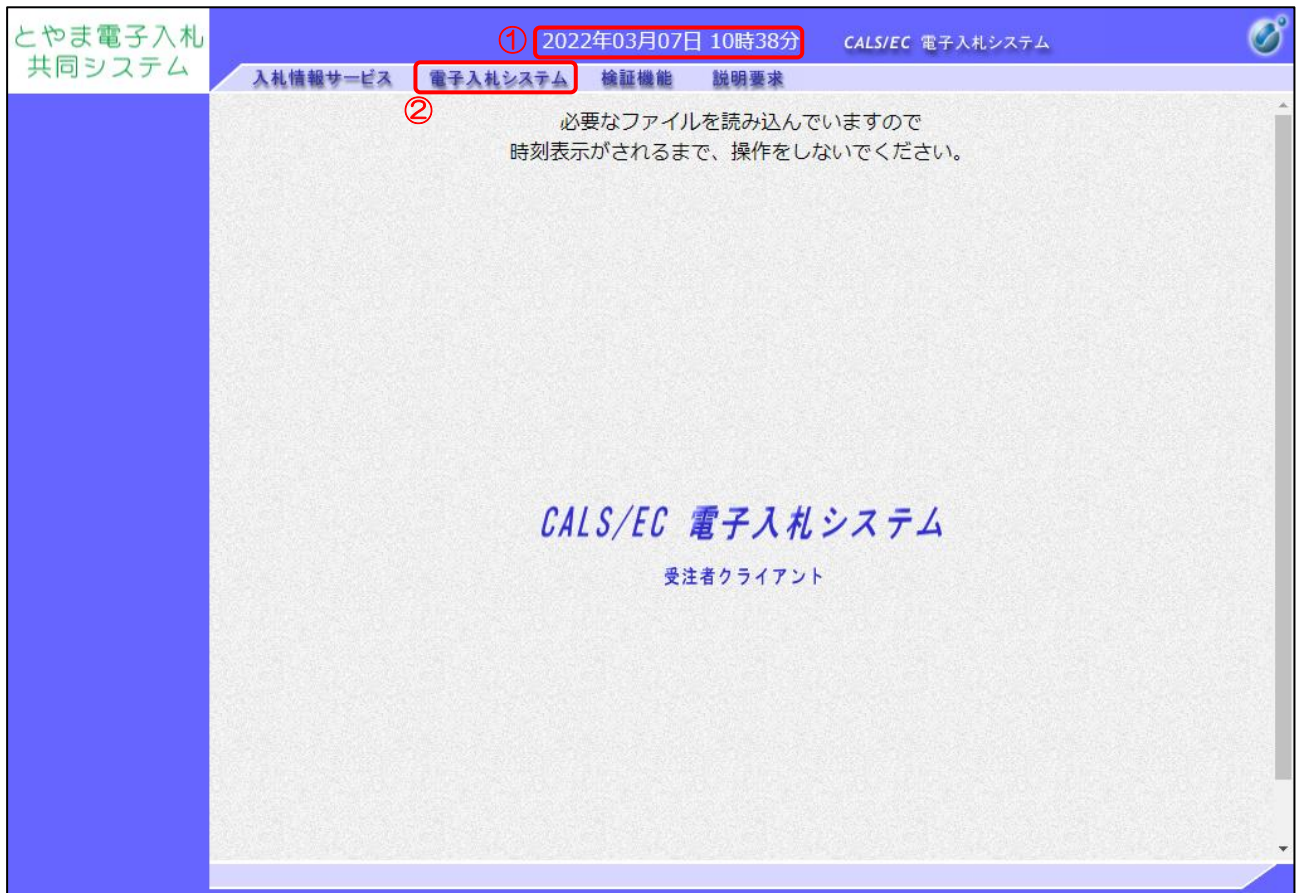 とやま電子入札
共同システム
① 2022年03月07日 10時38分 CALS/EC 電子入札システム
入札情報サービス 電子入札システム 検証機能 説明要求
②
必要なファイルを読み込んでいますので
時刻表示がされるまで、操作をしないでください。
CALS/EC 電子入札システム
受注者クライアント